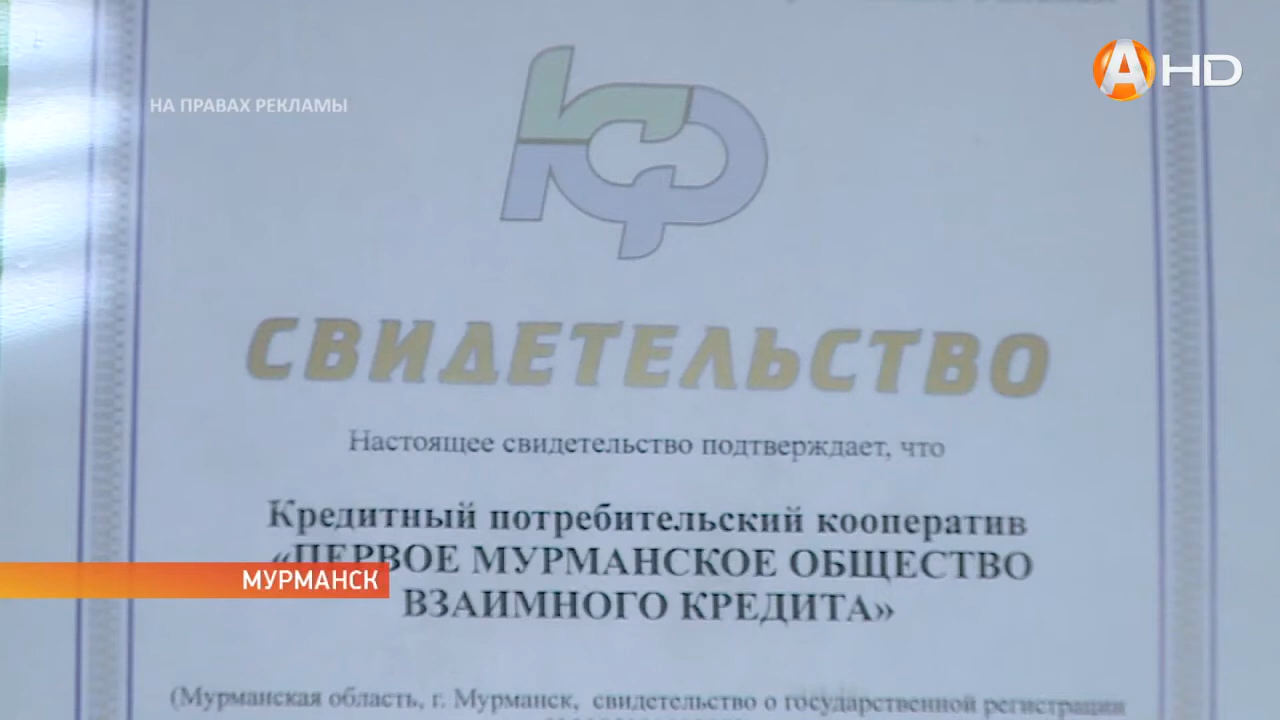 НА ПРАВАХ РЕКЛАМЫ
А HD
СВИДЕТЕЛЬСТВО
Настоящее свидетельство подтверждает, что
Кредитный потребительский кооператив
«ПЕРВОЕ МУРМАНСКОЕ ОБЩЕСТВО
ВЗАИМНОГО КРЕДИТА»
МУРМАНСК
(Мурманская область, г. Мурманск, свидетельство о государственной регистрации